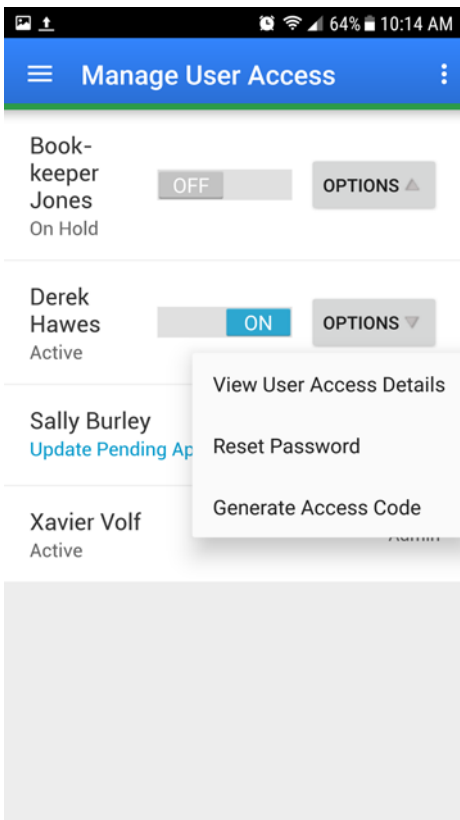 64% 10:14 AM
Manage User Access
Book-
keeper
Jones
On Hold
OFF
OPTIONS
Derek
Hawes
Active
ON
OPTIONS
View User Access Details
Reset Password
Generate Access Code
Sally Burley
Update Pending Ap
Xavier Volf
Active
Admin